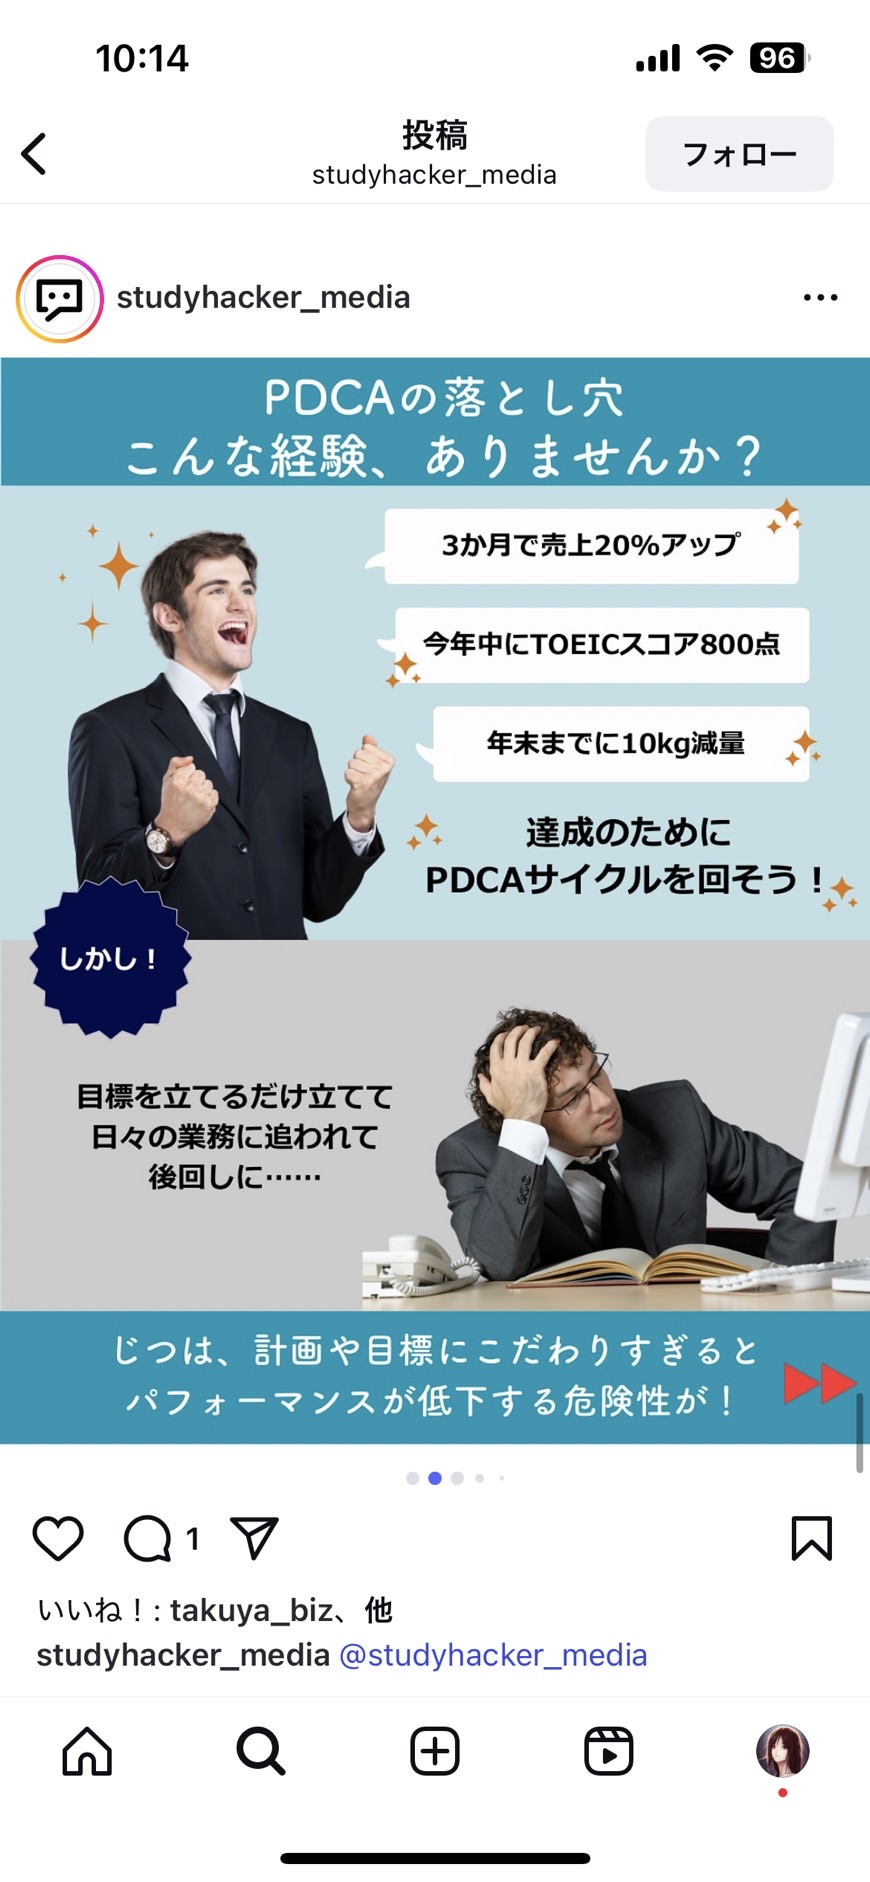 10:14
96
投稿
studyhacker_media
フォロー
studyhacker_media
PDCAの落とし穴
こんな経験、ありませんか？
3か月で売上20%アップ
今年中にTOEICスコア800点
年末までに10kg減量
達成のために
PDCAサイクルを回そう！
しかし！
目標を立てるだけ立てて
日々の業務に追われて
後回しに……
じつは、計画や目標にこだわりすぎると
パフォーマンスが低下する危険性が！
1
いいね！: takuya_biz、他
studyhacker_media @studyhacker_media